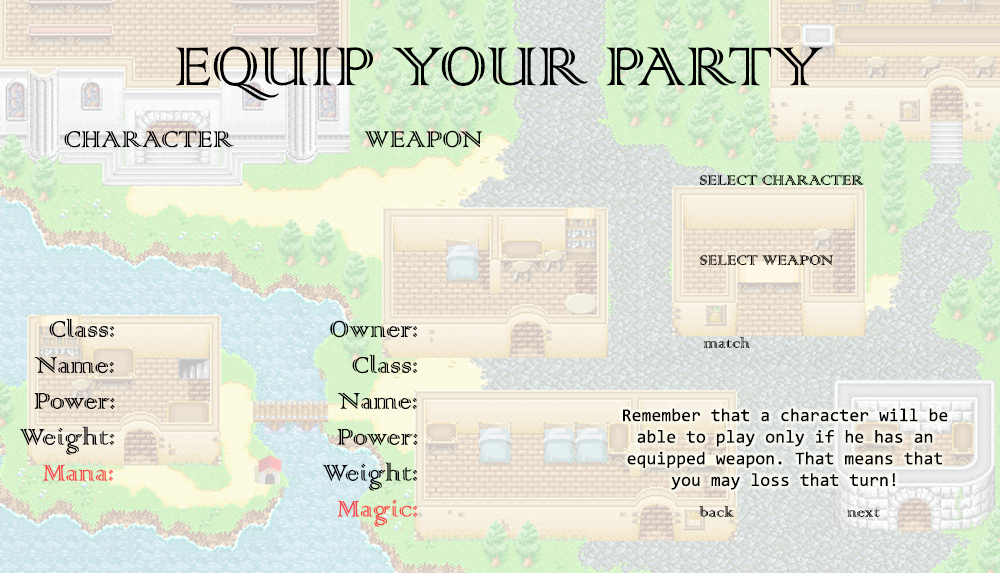 EQUIP YOUR PARTY
CHARACTER
WEAPON
SELECT CHARACTER
SELECT WEAPON
match
Class:
Name:
Power:
Weight:
Mana:
Owner:
Class:
Name:
Power:
Weight:
Magic:
Remember that a character will be
able to play only if he has an
equipped weapon. That means that
you may loss that turn!
back
next